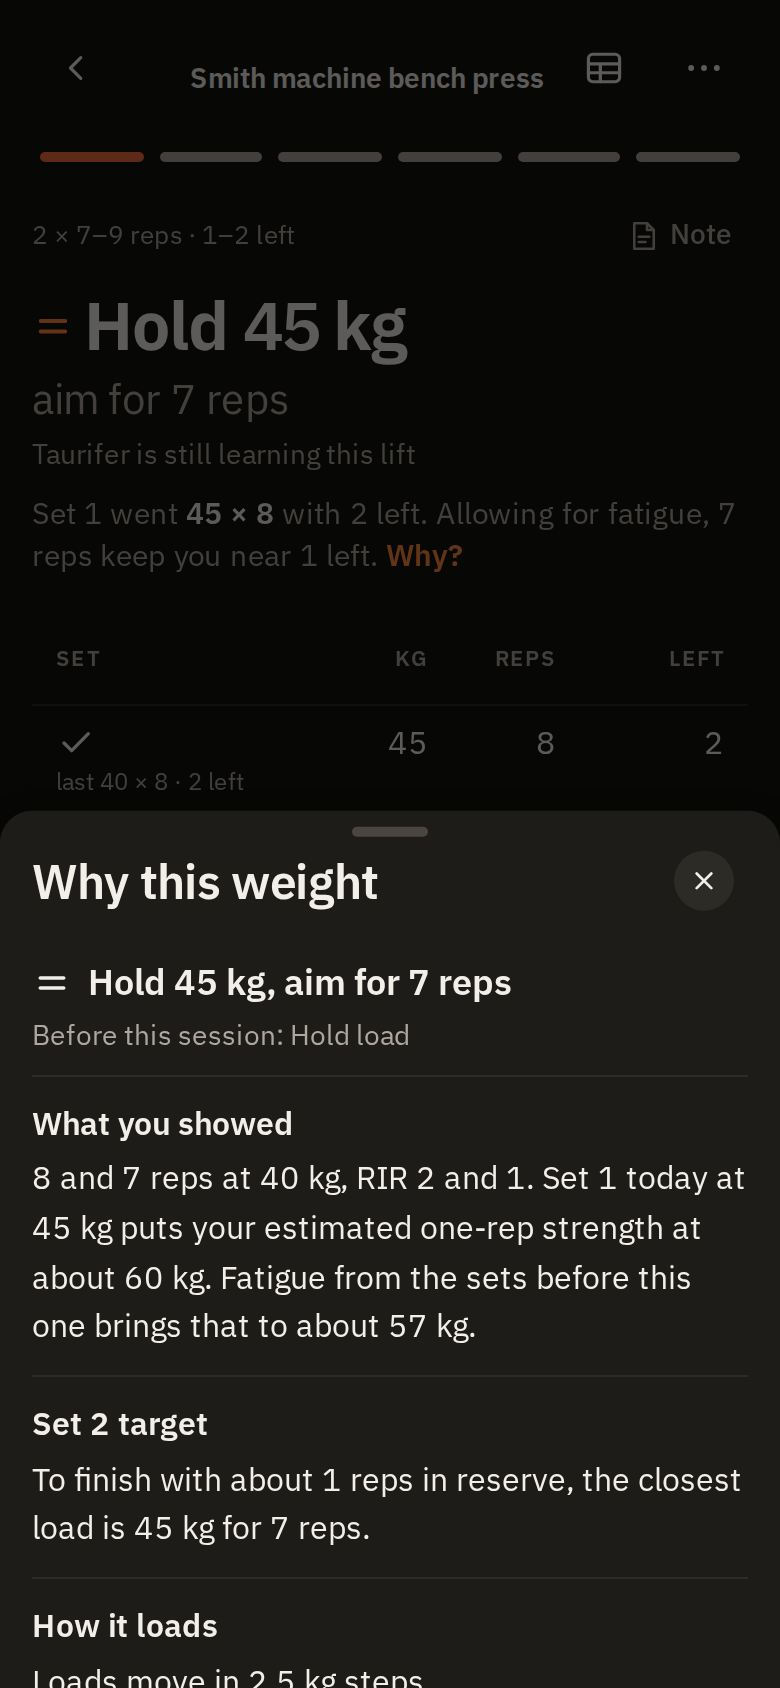 Smith machine bench press
2 × 7–9 reps · 1–2 left
Note
= Hold 45 kg
aim for 7 reps
Taurifer is still learning this lift
Set 1 went 45 × 8 with 2 left. Allowing for fatigue, 7
reps keep you near 1 left. Why?
SET KG REPS LEFT
45 8 2
last 40 × 8 · 2 left
Why this weight
= Hold 45 kg, aim for 7 reps
Before this session: Hold load
What you showed
8 and 7 reps at 40 kg, RIR 2 and 1. Set 1 today at
45 kg puts your estimated one-rep strength at
about 60 kg. Fatigue from the sets before this
one brings that to about 57 kg.
Set 2 target
To finish with about 1 reps in reserve, the closest
load is 45 kg for 7 reps.
How it loads
Loads move in 2.5 kg steps